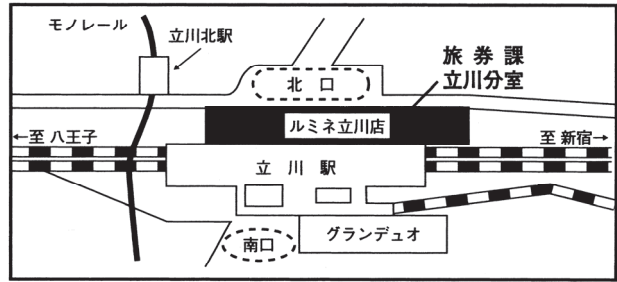 モノレール
立川北駅
旅券課
立川分室
北口
ルミネ立川店
←至 八王子
至 新宿→
立川駅
グランデュオ
南口